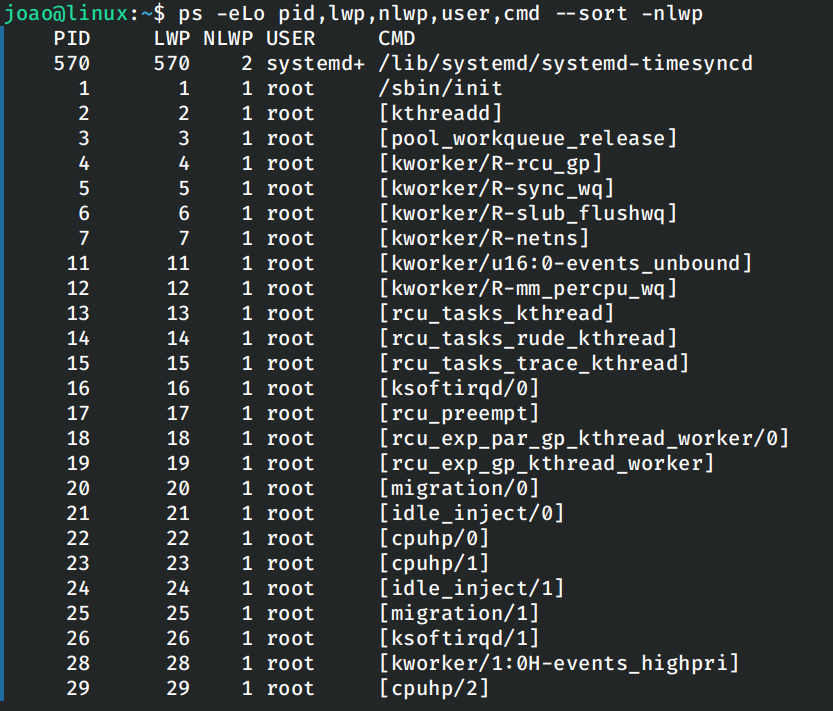 joao@linux:~$ ps -eLo pid,lwp,nlwp,user,cmd --sort -nlwp
PID LWP NLWP USER CMD
570 570 2 systemd+ /lib/systemd/systemd-timesyncd
1 1 1 root /sbin/init
2 2 1 root [kthreadd]
3 3 1 root [pool_workqueue_release]
4 4 1 root [kworker/R-rcu_gp]
5 5 1 root [kworker/R-sync_wq]
6 6 1 root [kworker/R-slub_flushwq]
7 7 1 root [kworker/R-netns]
11 11 1 root [kworker/u16:0-events_unbound]
12 12 1 root [kworker/R-mm_percpu_wq]
13 13 1 root [rcu_tasks_kthread]
14 14 1 root [rcu_tasks_rude_kthread]
15 15 1 root [rcu_tasks_trace_kthread]
16 16 1 root [ksoftirqd/0]
17 17 1 root [rcu_preempt]
18 18 1 root [rcu_exp_par_gp_kthread_worker/0]
19 19 1 root [rcu_exp_gp_kthread_worker]
20 20 1 root [migration/0]
21 21 1 root [idle_inject/0]
22 22 1 root [cpuhp/0]
23 23 1 root [cpuhp/1]
24 24 1 root [idle_inject/1]
25 25 1 root [migration/1]
26 26 1 root [ksoftirqd/1]
28 28 1 root [kworker/1:0H-events_highpri]
29 29 1 root [cpuhp/2]